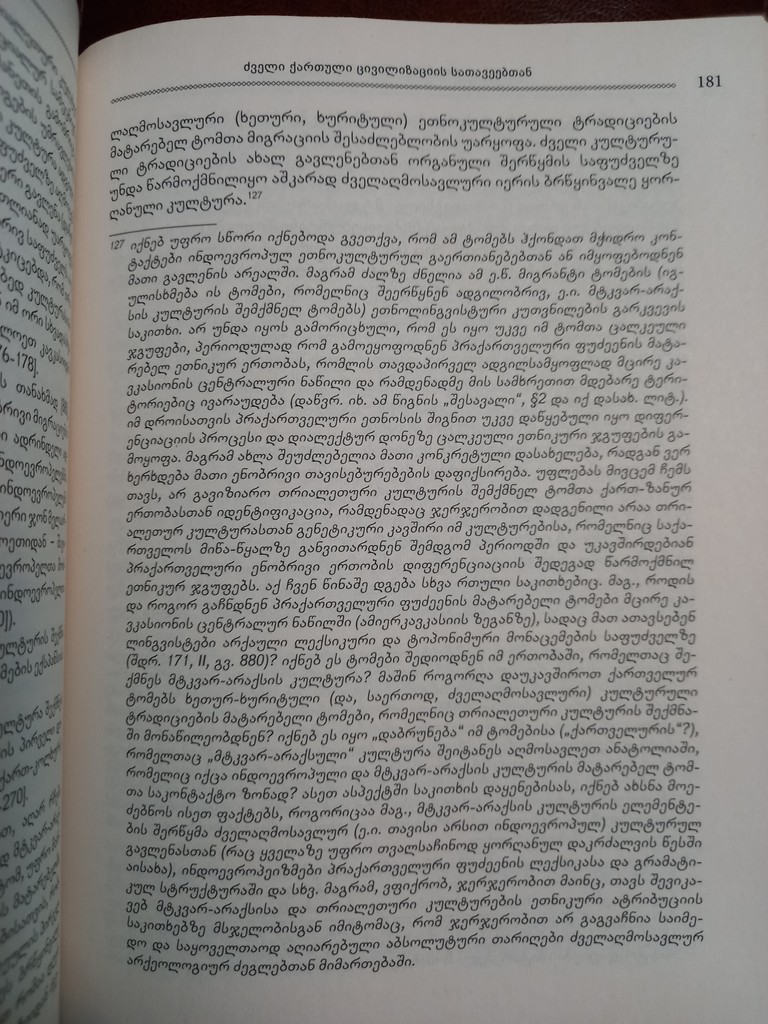 ძველი ქართული ცივილიზაციის სათავეებთან
181
ლაღმოსავლური (ხეთური, ხურიტული) ეთნოკულტურული ტრადიციების
მატარებელ ტომთა მიგრაციის შესაძლებლობის უარყოფა. ძველი კულტურუ-
ლი ტრადიციების ახალ გავლენებთან ორგანული შერწყმის საფუძველზე
უნდა წარმოქმნილიყო აშკარად ძველაღმოსავლური იერის ბრწყინვალე ყორ-
ღანული კულტურა.127
127 იქნებ უფრო სწორი იქნებოდა გვეთქვა, რომ ამ ტომებს ჰქონდათ მჭიდრო კონ-
ტაქტები ინდოევროპულ ეთნოკულტურულ გაერთიანებებთან ან იმყოფებოდნენ
მათი გავლენის არეალში. მაგრამ ძალზე ძნელია ამ ე.წ. მიგრანტი ტომების (იგ-
ულისხმება ის ტომები, რომელნიც შეერწყნენ ადგილობრივ, ე.ი. მტკვარ-არაქ-
სის კულტურის შემქმნელ ტომებს) ეთნოლინგვისტური კუთვნილების გარკვევის
საკითხი. არ უნდა იყოს გამორიცხული, რომ ეს იყო უკვე იმ ტომთა ცალკეული
ჯგუფები, პერიოდულად რომ გამოეყოფოდნენ პრაქართველური ფუძეენის მატა-
რებელ ეთნიკურ ერთობას, რომლის თავდაპირველ ადგილსამყოფლად მცირე კა-
ვკასიონის ცენტრალური ნაწილი და რამდენადმე მის სამხრეთით მდებარე ტერი-
ტორიებიც ივარაუდება (დაწვრ. იხ. ამ წიგნის „შესავალი“, §2 და იქ დასახ. ლიტ.).
იმ დროისათვის პრაქართველური ეთნოსის შიგნით უკვე დაწყებული იყო დიფერ-
ენციაციის პროცესი და დიალექტურ დონეზე ცალკეული ეთნიკური ჯგუფების გა-
მოყოფა. მაგრამ ახლა შეუძლებელია მათი კონკრეტული დასახელება, რადგან ვერ
ხერხდება მათი ენობრივი თავისებურებების დაფიქსირება. უფლებას მივცემ ჩემს
თავს, არ გავიზიარო თრიალეთური კულტურის შემქმნელ ტომთა ქართ-ზანურ
ერთობასთან იდენტიფიკაცია, რამდენადაც ჯერჯერობით დადგენილი არაა თრი-
ალეთურ კულტურასთან გენეტიკური კავშირი იმ კულტურებისა, რომელნიც საქა-
რთველოს მიწა-წყალზე განვითარდნენ შემდგომ პერიოდში და უკავშირდებიან
პრაქართველური ენობრივი ერთობის დიფერენციაციის შედეგად წარმოქმნილ
ეთნიკურ ჯგუფებს. აქ ჩვენ წინაშე დგება სხვა რთული საკითხებიც. მაგ., როდის
და როგორ გაჩნდნენ პრაქართველური ფუძეენის მატარებელი ტომები მცირე კა-
ვკასიონის ცენტრალურ ნაწილში (ამიერკავკასიის ზეგანზე), სადაც მათ ათავსებენ
ლინგვისტები არქაული ლექსიკური და ტოპონიმური მონაცემების საფუძველზე
(შდრ. 171, II, გვ. 880)? იქნებ ეს ტომები შედიოდნენ იმ ერთობაში, რომელთაც შე-
ქმნეს მტკვარ-არაქსის კულტურა? მაშინ როგორღა დაუკავშიროთ ქართველურ
ტომებს ხეთურ-ხურიტული (და, საერთოდ, ძველაღმოსავლური) კულტურული
ტრადიციების მატარებელი ტომები, რომელნიც თრიალეთური კულტურის შექმნა-
ში მონაწილეობდნენ? იქნებ ეს იყო „დაბრუნება“ იმ ტომებისა („ქართველურის“?),
რომელთაც „მტკვარ-არაქსული“ კულტურა შეიტანეს აღმოსავლეთ ანატოლიაში,
რომელიც იქცა ინდოევროპული და მტკვარ-არაქსის კულტურის მატარებელ ტომ-
თა საკონტაქტო ზონად? ასეთ ასპექტში საკითხის დაყენებისას, იქნებ ახსნა მოე-
ძებნოს ისეთ ფაქტებს, როგორიცაა მაგ., მტკვარ-არაქსის კულტურის ელემენტე-
ბის შერწყმა ძველაღმოსავლურ (ე.ი. თავისი არსით ინდოევროპულ) კულტურულ
გავლენასთან (რაც ყველაზე უფრო თვალსაჩინოდ ყორღანულ დაკრძალვის წესში
აისახა), ინდოევროპეიზმები პრაქართველური ფუძეენის ლექსიკასა და გრამატი-
კულ სტრუქტურაში და სხვ. მაგრამ, ვფიქრობ, ჯერჯერობით მაინც, თავს შევიკა-
ვებ მტკვარ-არაქსისა და თრიალეთური კულტურების ეთნიკური ატრიბუციის
საკითხებზე მსჯელობისგან იმიტომაც, რომ ჯერჯერობით არ გაგვაჩნია საიმე-
დო და საყოველთაოდ აღიარებული აბსოლუტური თარიღები ძველაღმოსავლურ
არქეოლოგიურ ძეგლებთან მიმართებაში.